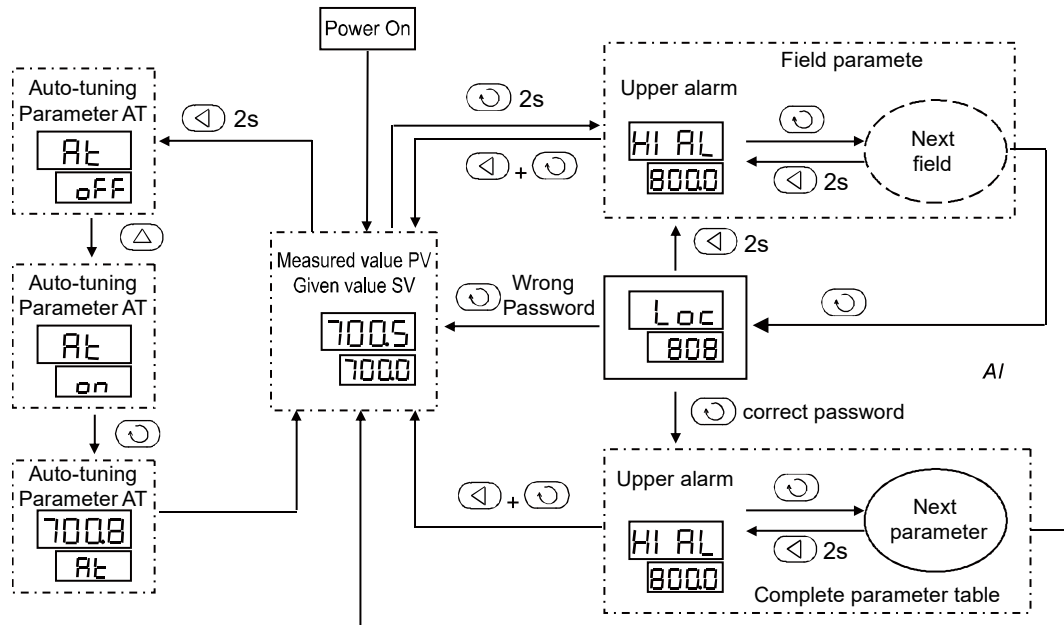 Power On
Auto-tuning
Parameter AT
At
oFF
2s
Auto-tuning
Parameter AT
At
on
Auto-tuning
Parameter AT
700.8
At
Measured value PV
Given value SV
700.5
700.0
2s
+
Wrong
Password
+
Field paramete
Upper alarm
HI AL
800.0
Next
field
2s
2s
Loc
808
AI
correct password
Upper alarm
HI AL
800.0
Next
parameter
2s
Complete parameter table